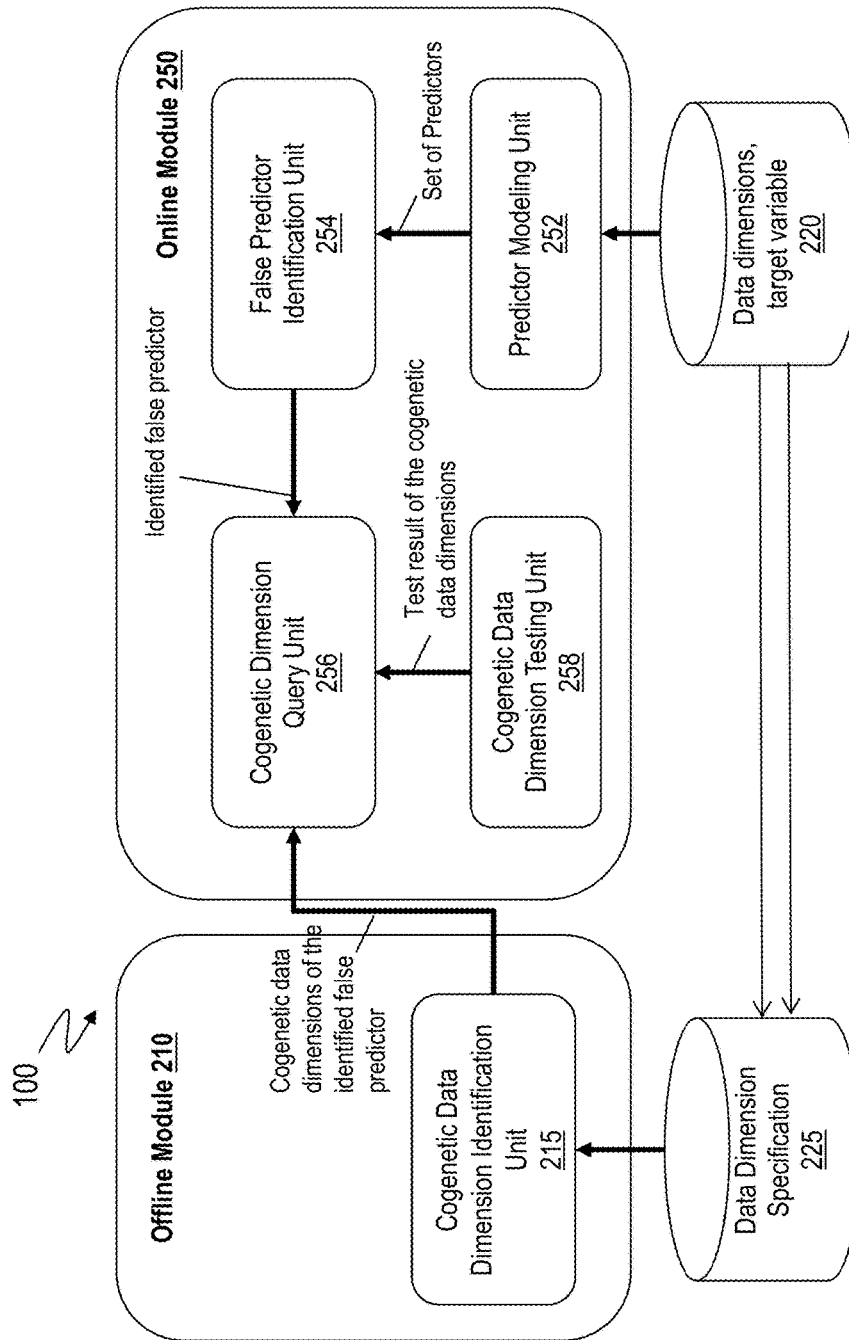 100
Offline Module 210
Cogenetic data
dimensions of the
identified false
predictor
Cogenetic Data
Dimension Identification
Unit
215
Data Dimension
Specification
225
Online Module 250
Identified false predictor
Cogenetic Dimension
Query Unit
256
False Predictor
Identification Unit
254
Test result of the cogenetic
data dimensions
Set of Predictors
Cogenetic Data
Dimension Testing Unit
258
Predictor Modeling Unit
252
Data dimensions,
target variable
220